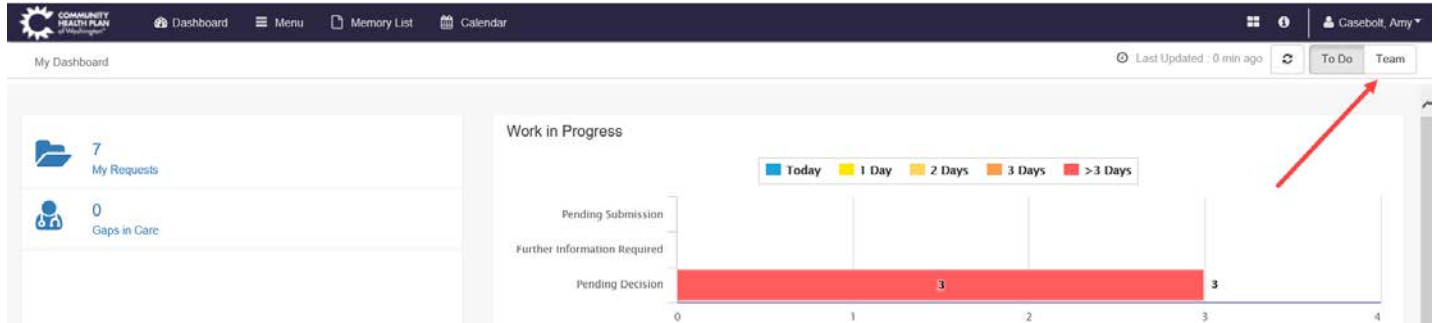 COMMUNITY
HEALTH PLAN
of Washington™
Dashboard Menu Memory List Calendar Casebolt, Amy
My Dashboard Last Updated : 0 min ago To Do Team
7
My Requests
0
Gaps in Care
Work in Progress
Today 1 Day 2 Days 3 Days >3 Days
Pending Submission
Further Information Required
Pending Decision 3 3
0 1 2 3 4